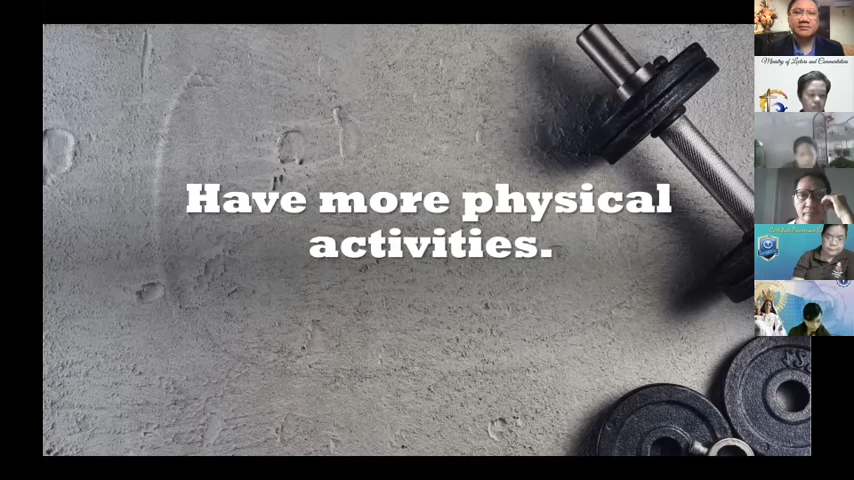 Have more physical
activities.
Ministry of Lectors and Commentators